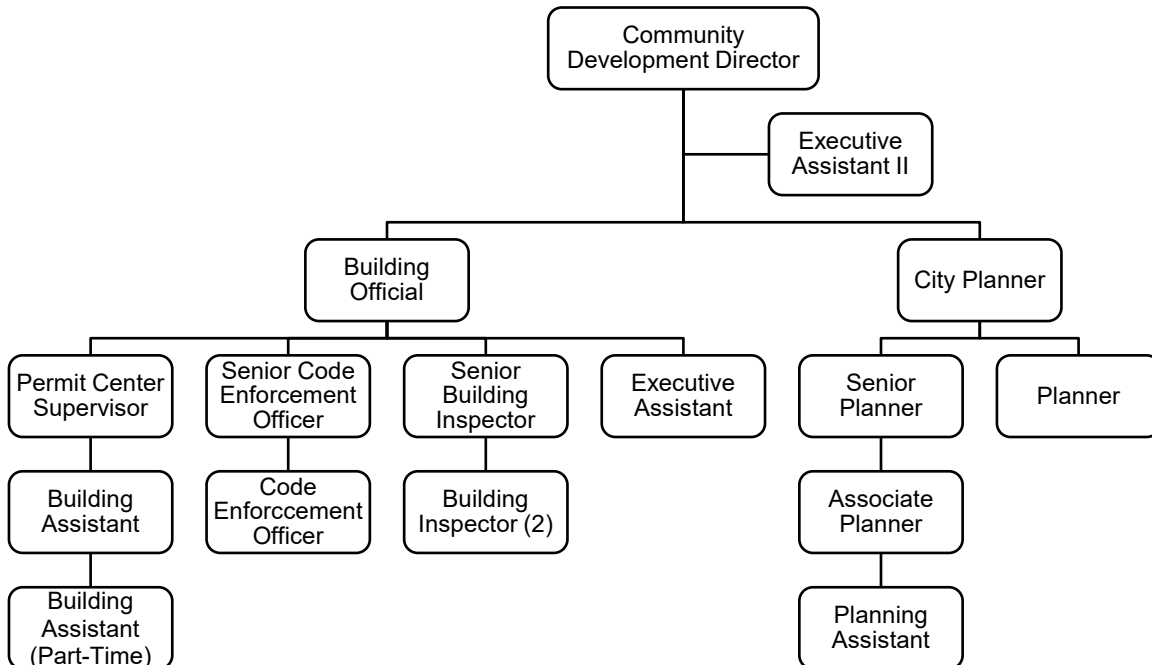 Community
Development Director
Executive
Assistant II
Building
Official
City Planner
Permit Center
Supervisor
Senior Code
Enforcement
Officer
Senior
Building
Inspector
Executive
Assistant
Senior
Planner
Planner
Building
Assistant
Code
Enforccement
Officer
Building
Inspector (2)
Associate
Planner
Building
Assistant
(Part-Time)
Planning
Assistant